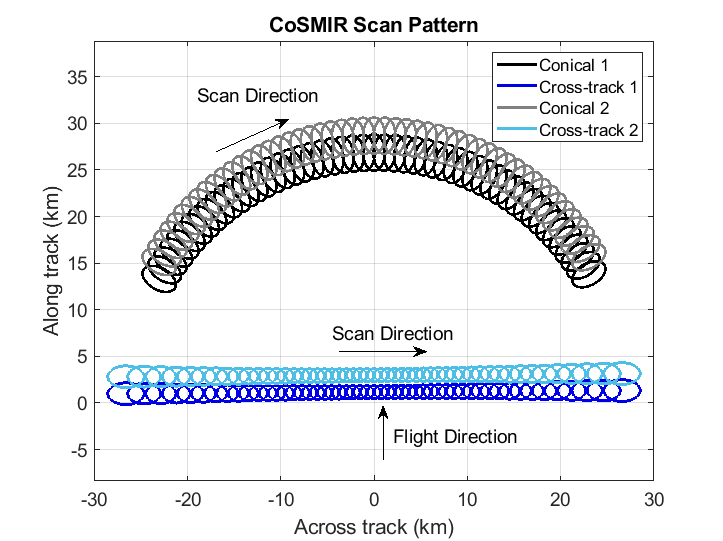 CoSMIR Scan Pattern
Conical 1
Cross-track 1
Conical 2
Cross-track 2
Scan Direction
Scan Direction
Flight Direction
35
30
25
20
15
10
5
0
-5
Along track (km)
-30 -20 -10 0 10 20 30
Across track (km)